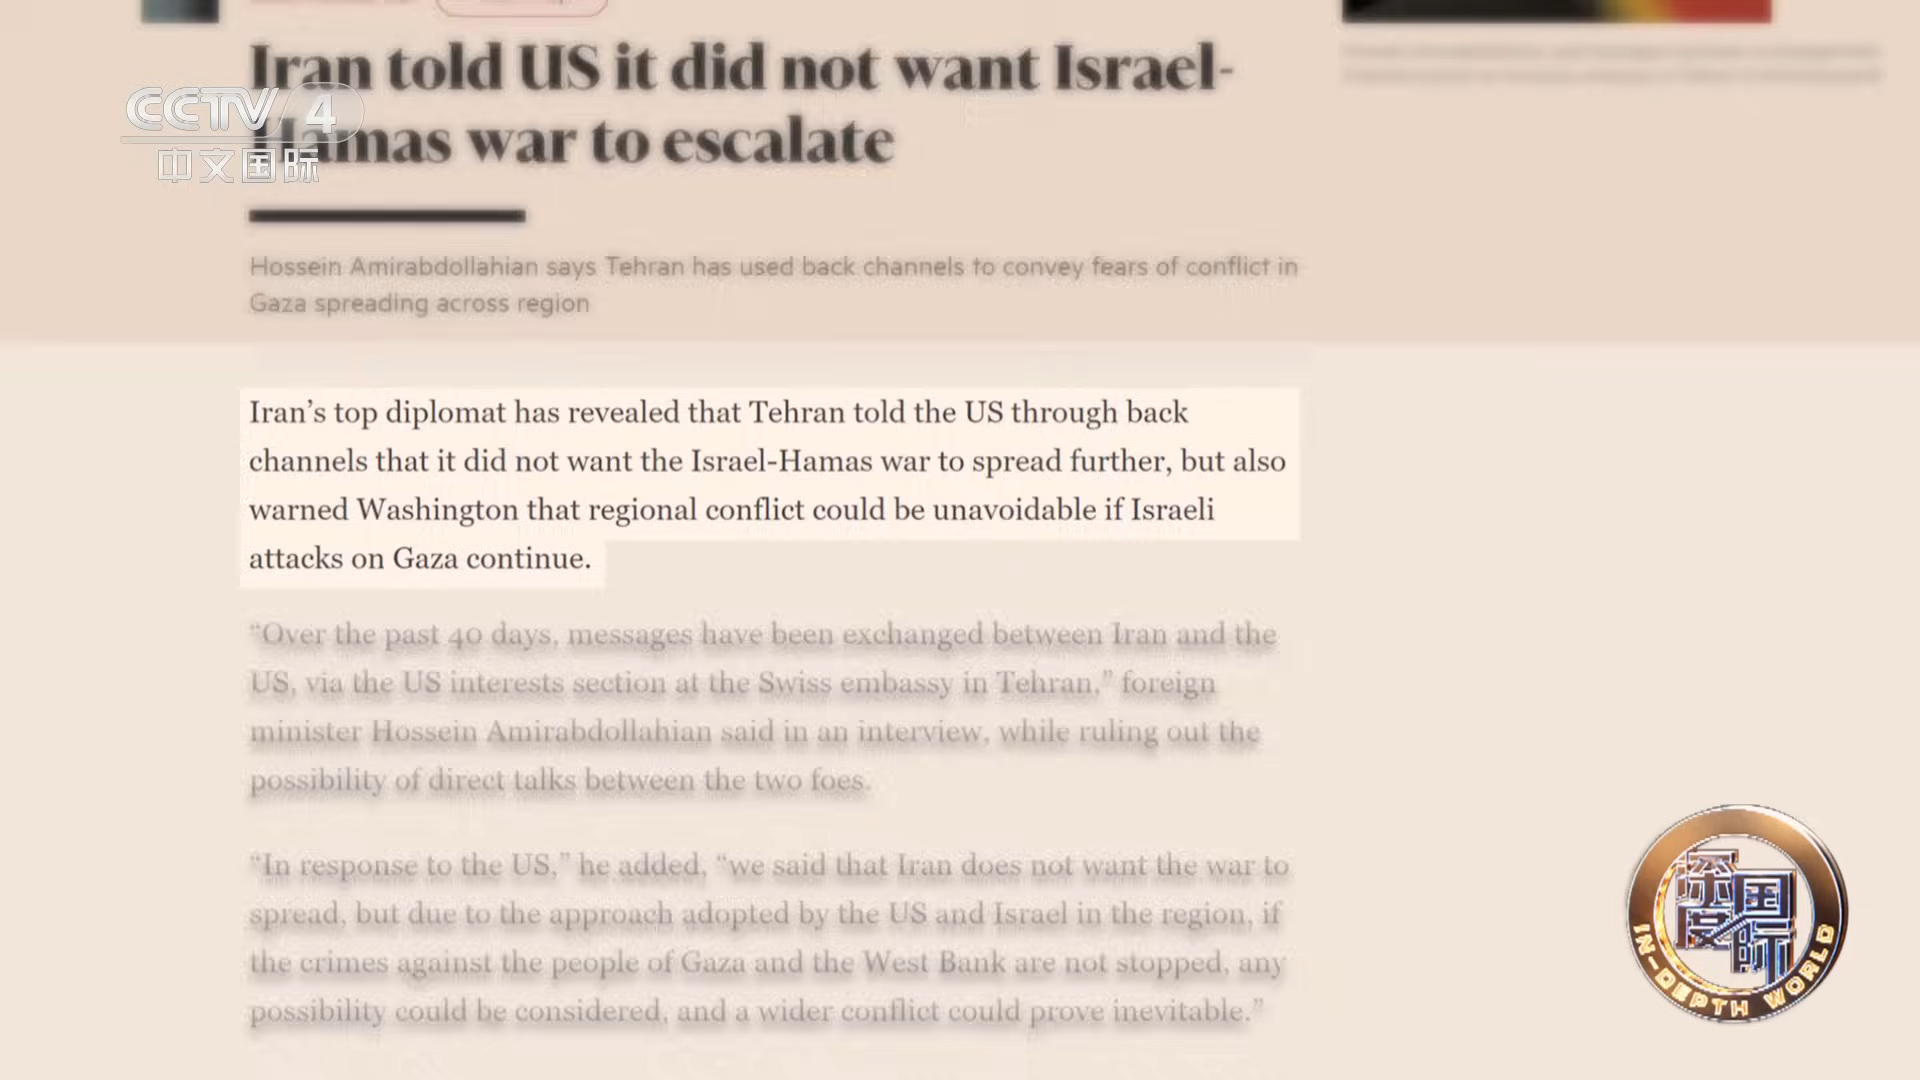 Iran told US it did not want Israel-
Hamas war to escalate
CCTV 4
中文国际
Hossein Amirabdollahian says Tehran has used back channels to convey fears of conflict in
Gaza spreading across region
Iran’s top diplomat has revealed that Tehran told the US through back
channels that it did not want the Israel-Hamas war to spread further, but also
warned Washington that regional conflict could be unavoidable if Israeli
attacks on Gaza continue.
“Over the past 40 days, messages have been exchanged between Iran and the
US, via the US interests section at the Swiss embassy in Tehran,” foreign
minister Hossein Amirabdollahian said in an interview, while ruling out the
possibility of direct talks between the two foes.
“In response to the US,” he added, “we said that Iran does not want the war to
spread, but due to the approach adopted by the US and Israel in the region, if
the crimes against the people of Gaza and the West Bank are not stopped, any
possibility could be considered, and a wider conflict could prove inevitable.”
深度国际
IN-DEPTH WORLD